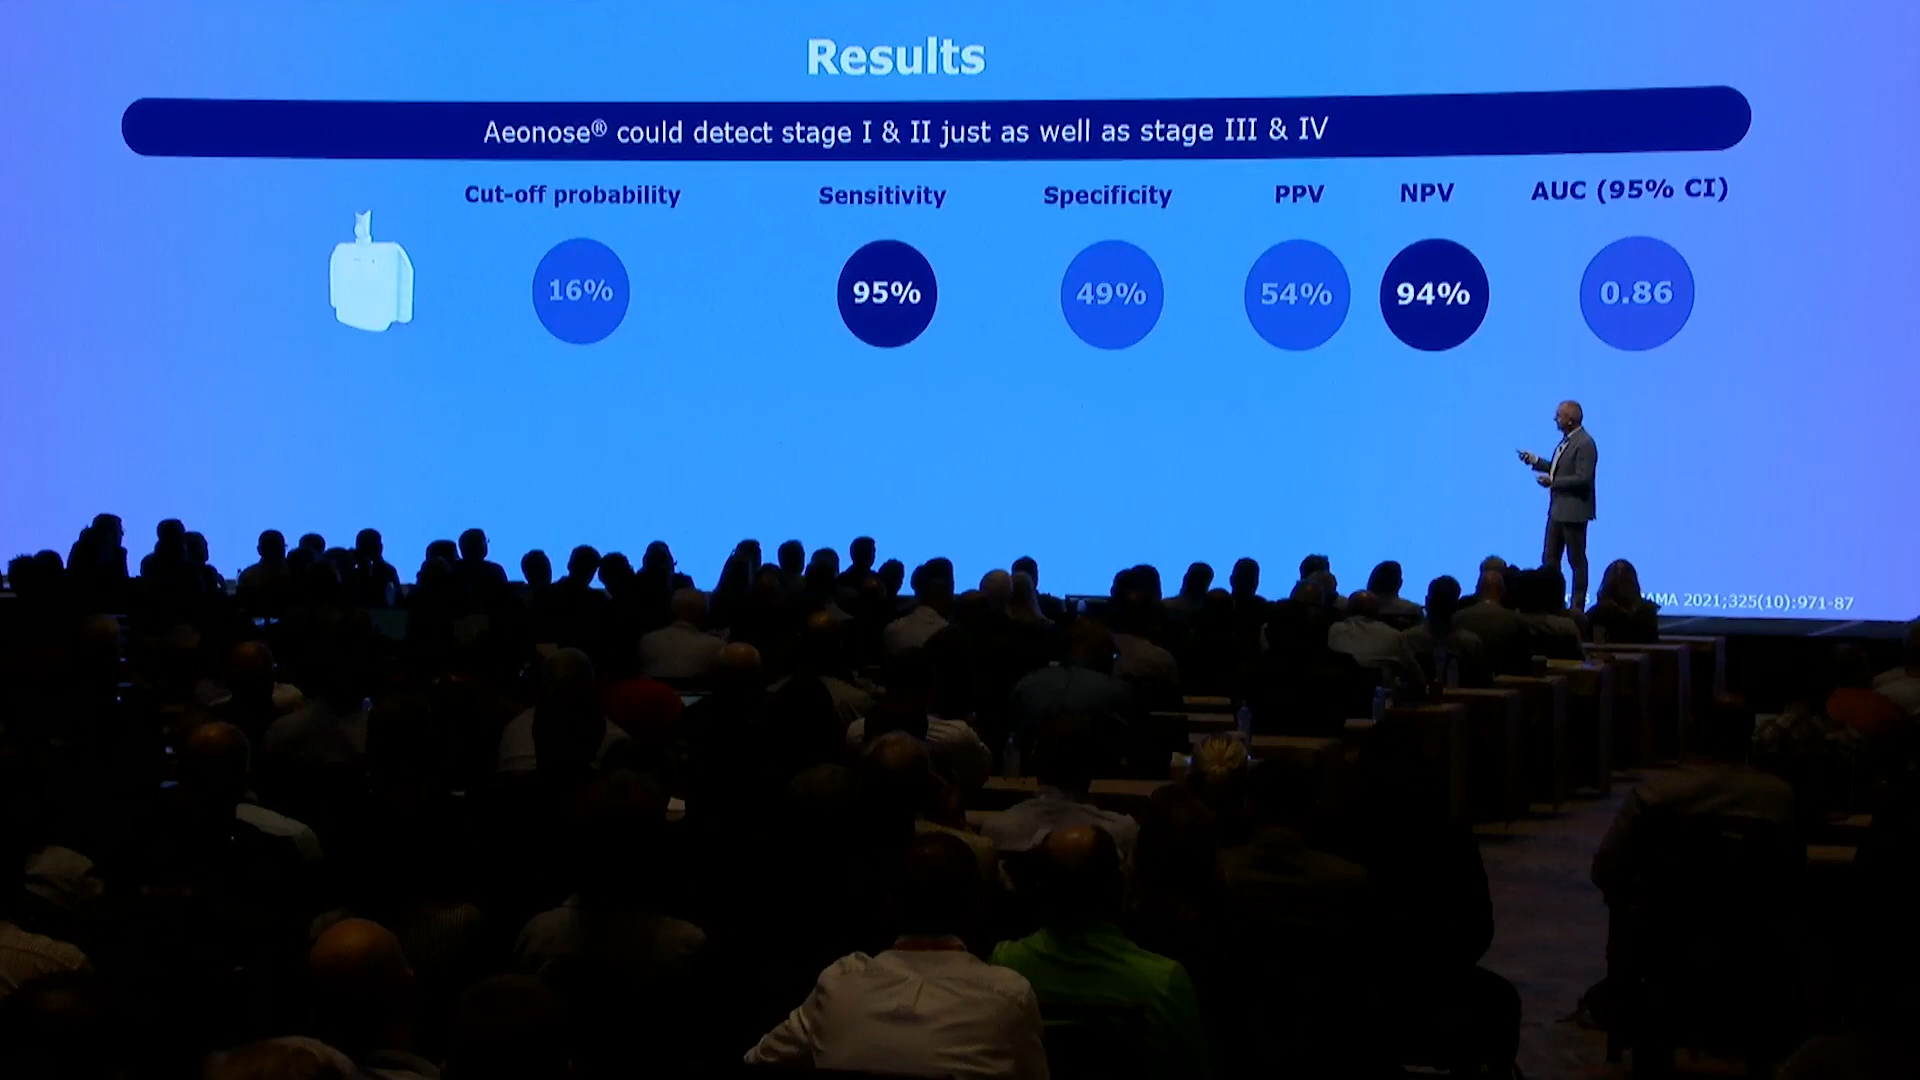 Results
Aeonose® could detect stage I & II just as well as stage III & IV
Cut-off probability Sensitivity Specificity PPV NPV AUC (95% CI)
16% 95% 49% 54% 94% 0.86
2021;325(10):971-87